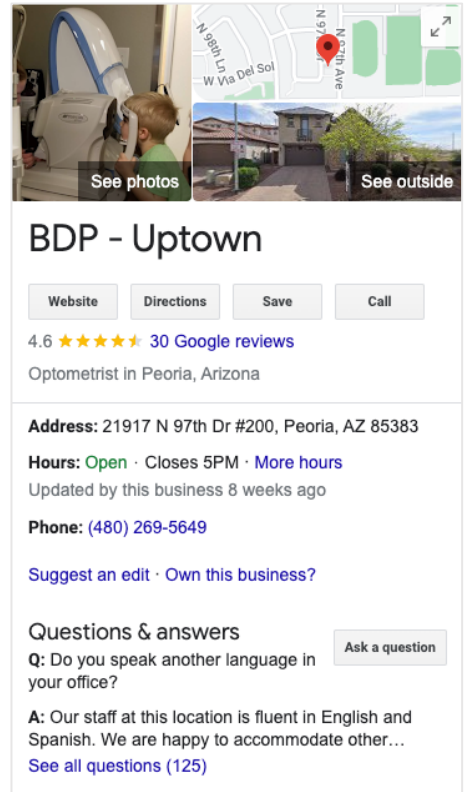 N 98th Ln
W Via Del Sol
N 97th Ave
See photos
See outside
BDP - Uptown
Website
Directions
Save
Call
4.6
30 Google reviews
Optometrist in Peoria, Arizona
Address: 21917 N 97th Dr #200, Peoria, AZ 85383
Hours: Open · Closes 5PM · More hours
Updated by this business 8 weeks ago
Phone: (480) 269-5649
Suggest an edit · Own this business?
Questions & answers
Ask a question
Q: Do you speak another language in
your office?
A: Our staff at this location is fluent in English and
Spanish. We are happy to accommodate other…
See all questions (125)